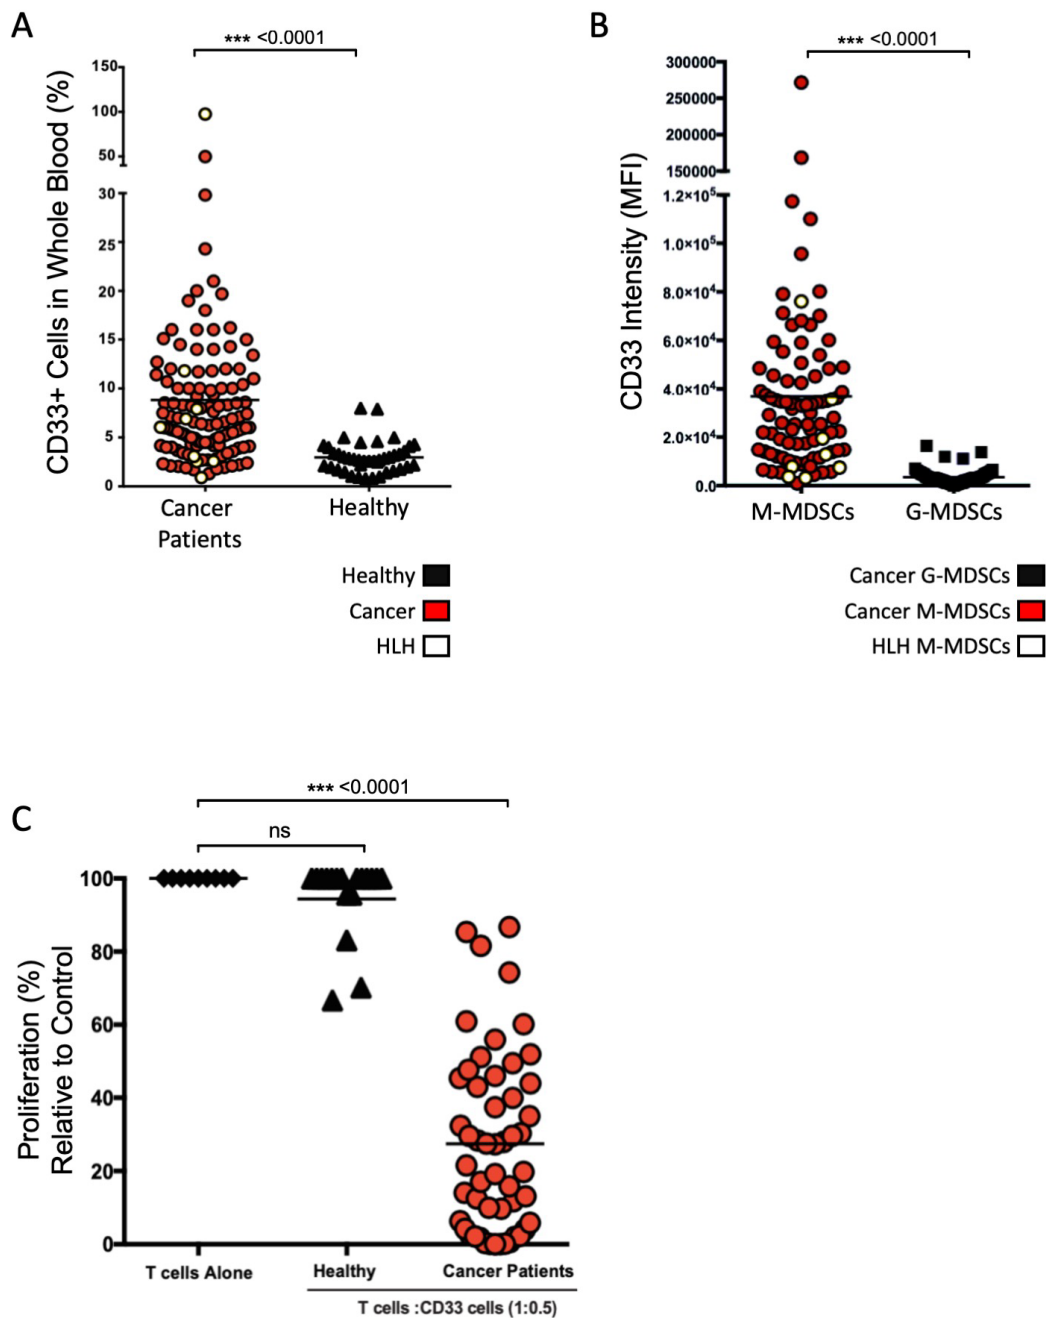 A
*** <0.0001
CD33+ Cells in Whole Blood (%)
150
100
50
30
25
20
15
10
5
0
Cancer
Patients
Healthy
Healthy
Cancer
HLH
B
*** <0.0001
CD33 Intensity (MFI)
300000
250000
200000
150000
1.2×10⁵
1.0×10⁵
8.0×10⁴
6.0×10⁴
4.0×10⁴
2.0×10⁴
0.0
M-MDSCs
G-MDSCs
Cancer G-MDSCs
Cancer M-MDSCs
HLH M-MDSCs
C
*** <0.0001
ns
Proliferation (%)
Relative to Control
100
80
60
40
20
0
T cells Alone
Healthy
Cancer Patients
T cells :CD33 cells (1:0.5)